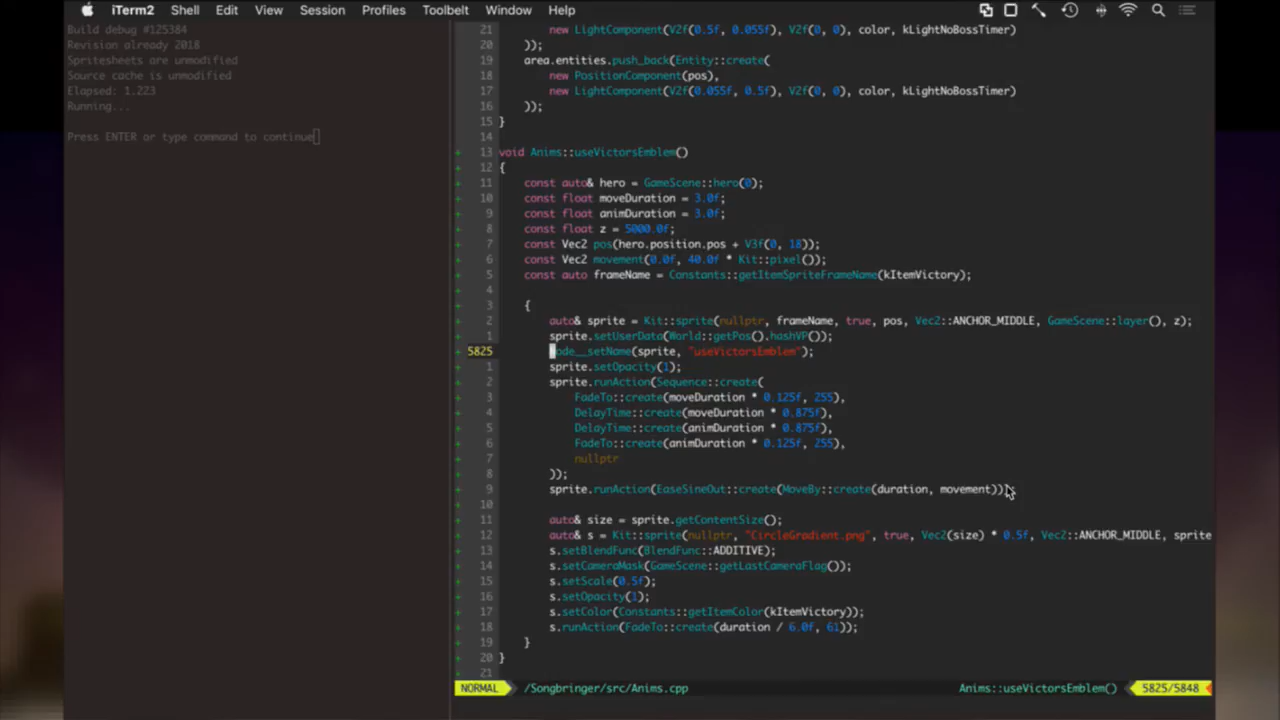 iTerm2 Shell Edit View Session Profiles Toolbelt Window Help
Build debug #125384
Revision already 2018
Spritesheets are unmodified
Source cache is unmodified
Elapsed: 1.223
Running...
Press ENTER or type command to continue
21 new LightComponent(V2f(0.5f, 0.055f), V2f(0, 0), color, kLightNoBossTimer)
20 ));
19 area.entities.push_back(Entity::create(
18 new PositionComponent(pos),
17 new LightComponent(V2f(0.055f, 0.5f), V2f(0, 0), color, kLightNoBossTimer)
16 ));
15 }
14
+ 13 void Anims::useVictorsEmblem()
+ 12 {
+ 11 const auto& hero = GameScene::hero(0);
+ 10 const float moveDuration = 3.0f;
+ 9 const float animDuration = 3.0f;
+ 8 const float z = 5000.0f;
+ 7 const Vec2 pos(hero.position.pos + V3f(0, 18));
+ 6 const Vec2 movement(0.0f, 40.0f * Kit::pixel());
+ 5 const auto frameName = Constants::getItemSpriteFrameName(kItemVictory);
+ 4
+ 3 {
+ 2 auto& sprite = Kit::sprite(nullptr, frameName, true, pos, Vec2::ANCHOR_MIDDLE, GameScene::layer(), z);
+ 1 sprite.setUserData(World::getPos().hashVP());
+ 5825 ode__setName(sprite, "useVictorsEmblem");
+ 1 sprite.setOpacity(1);
+ 2 sprite.runAction(Sequence::create(
+ 3 FadeTo::create(moveDuration * 0.125f, 255),
+ 4 DelayTime::create(moveDuration * 0.875f),
+ 5 DelayTime::create(animDuration * 0.875f),
+ 6 FadeTo::create(animDuration * 0.125f, 255),
+ 7 nullptr
+ 8 ));
+ 9 sprite.runAction(EaseSineOut::create(MoveBy::create(duration, movement));
+ 10
+ 11 auto& size = sprite.getContentSize();
+ 12 auto& s = Kit::sprite(nullptr, "CircleGradient.png", true, Vec2(size) * 0.5f, Vec2::ANCHOR_MIDDLE, sprite
+ 13 s.setBlendFunc(BlendFunc::ADDITIVE);
+ 14 s.setCameraMask(GameScene::getLastCameraFlag());
+ 15 s.setScale(0.5f);
+ 16 s.setOpacity(1);
+ 17 s.setColor(Constants::getItemColor(kItemVictory));
+ 18 s.runAction(FadeTo::create(duration / 6.0f, 61));
+ 19 }
+ 20 }
+ 21
NORMAL /Songbringer/src/Anims.cpp Anims::useVictorsEmblem() 5825/5848